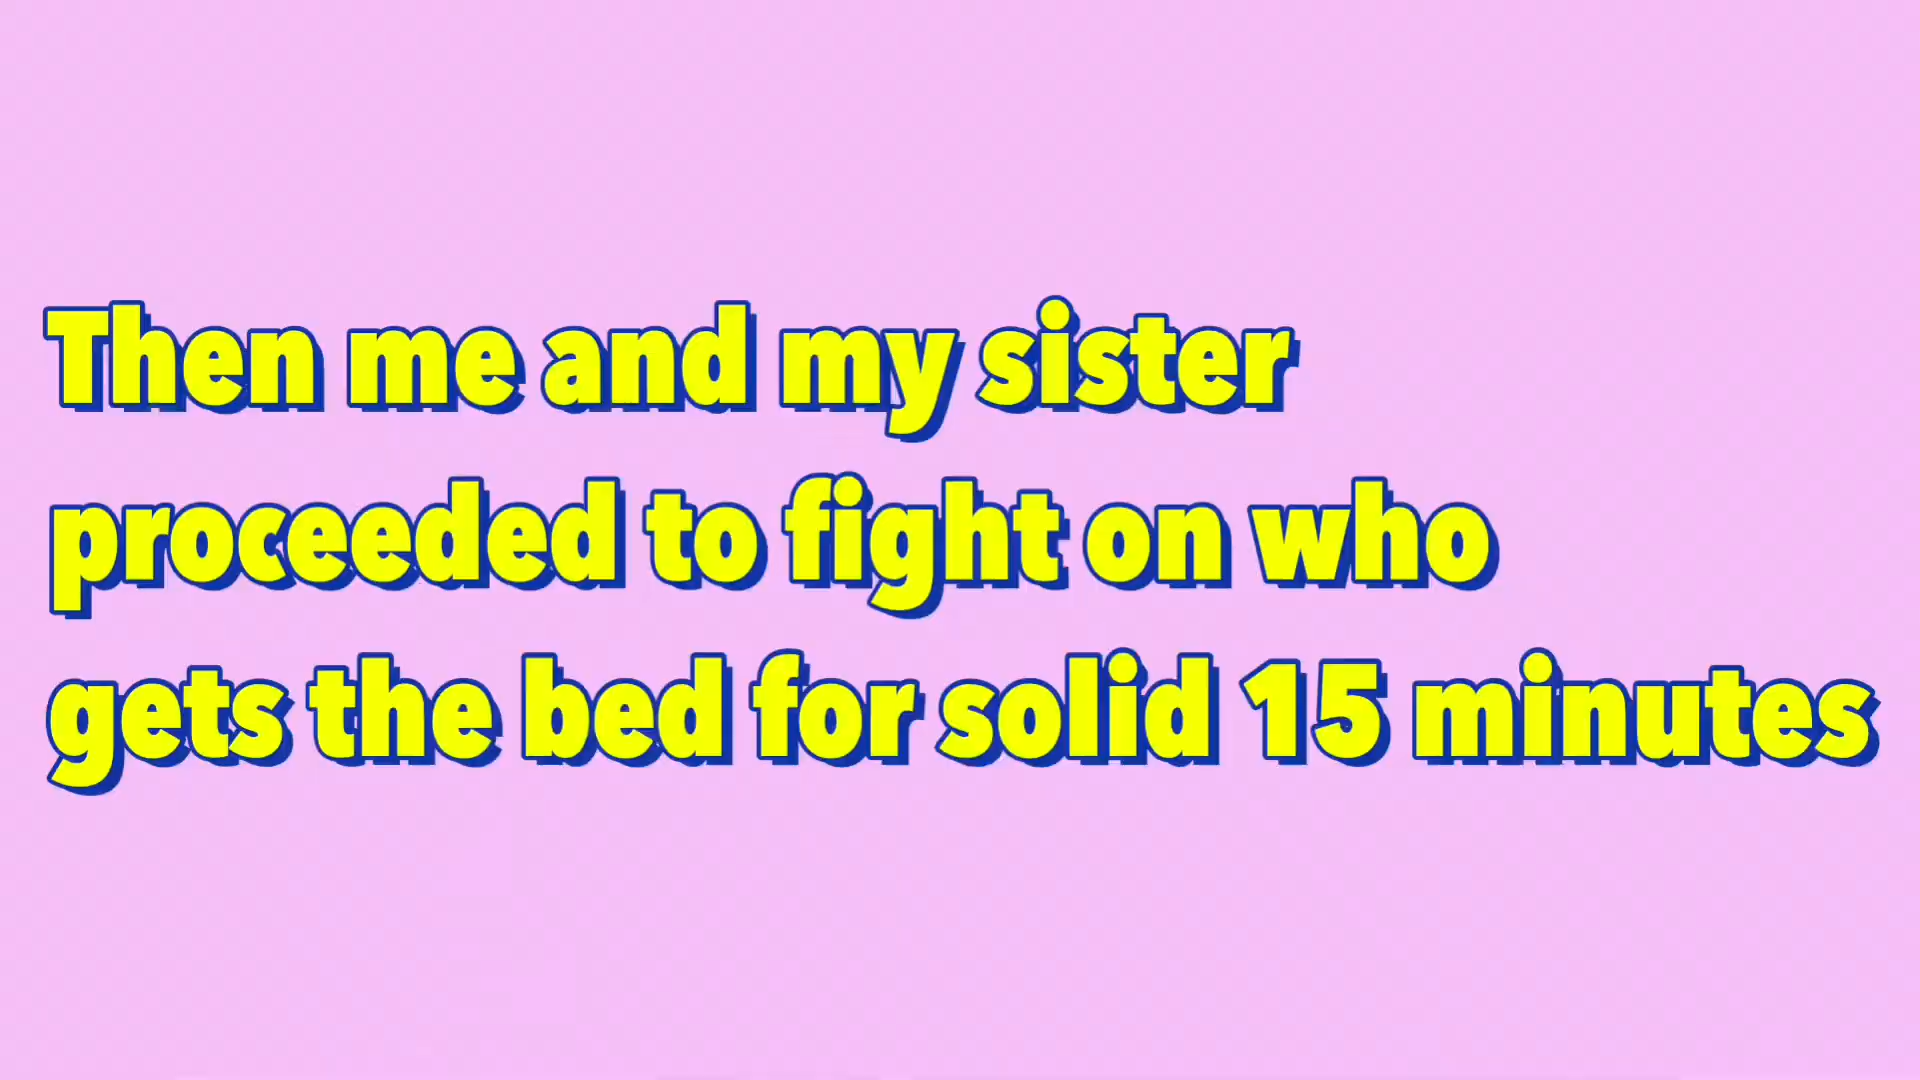 Then me and my sister
proceeded to fight on who
gets the bed for solid 15 minutes